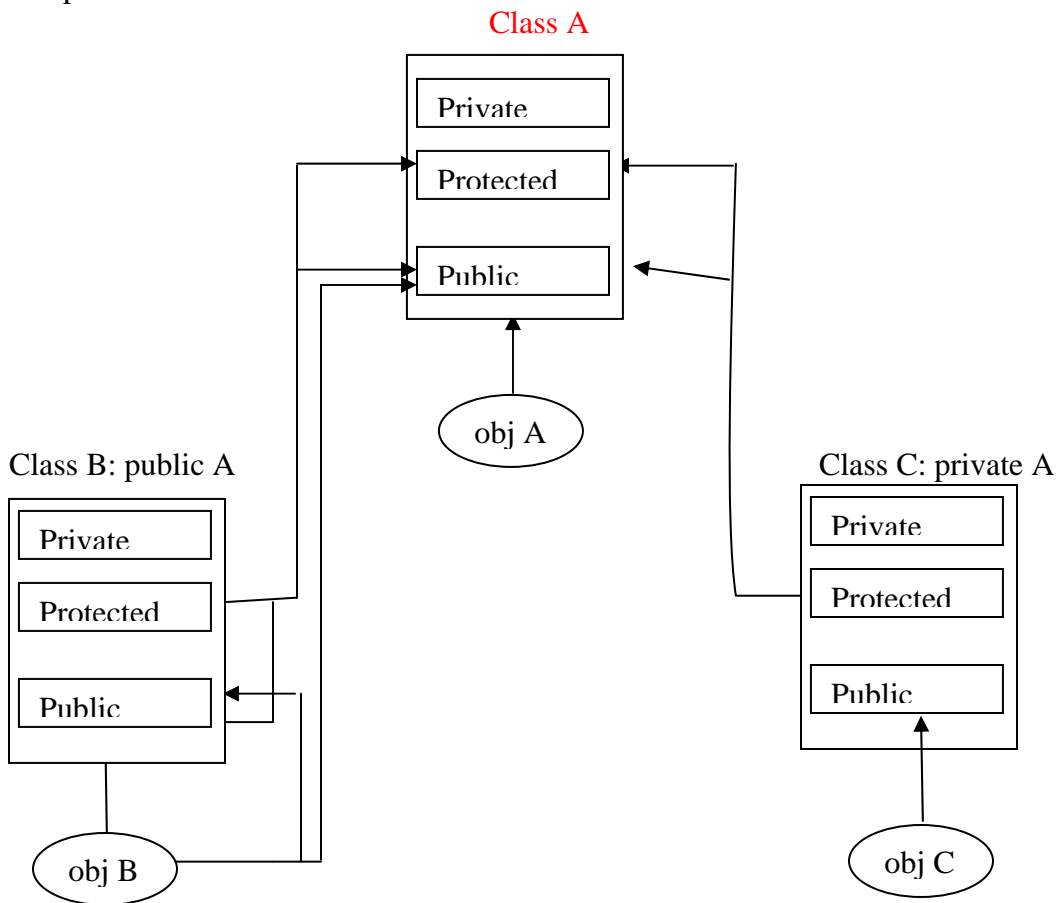 Class A
Private
Protected
Public
obj A
Class B: public A
Private
Protected
Public
obj B
Class C: private A
Private
Protected
Public
obj C